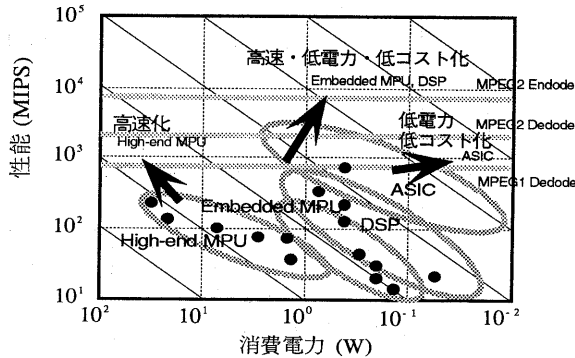 10^5
10^4
10^3
10^2
10^1
性能 (MIPS)
高速・低電力・低コスト化
Embedded MPU, DSP
MPEG2 Endode
高速化
High-end MPU
低電力
低コスト化
ASIC
MPEG2 Dedode
MPEG1 Dedode
ASIC
Embedded MPU
DSP
High-end MPU
10^2
10^1
10^0
10^-1
10^-2
消費電力 (W)